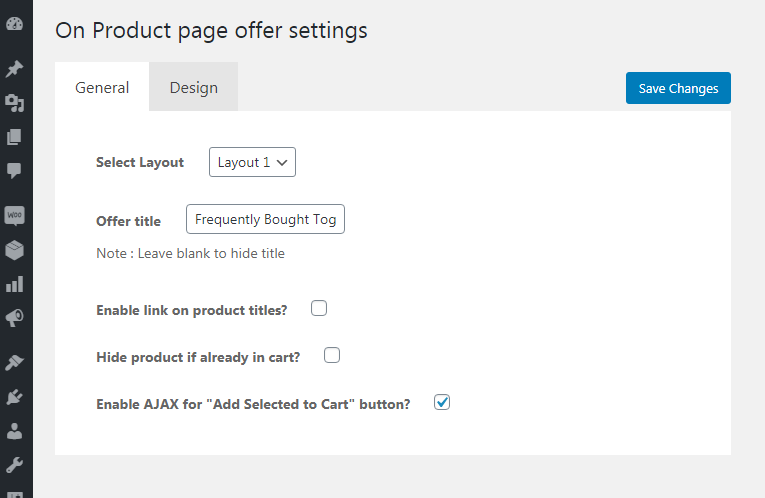 On Product page offer settings
General
Design
Save Changes
Select Layout
Layout 1
Offer title
Frequently Bought Tog
Note : Leave blank to hide title
Enable link on product titles?
Hide product if already in cart?
Enable AJAX for "Add Selected to Cart" button?
WOO